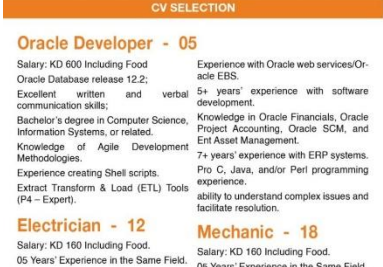 CV SELECTION
Oracle Developer - 05
Salary: KD 600 Including Food
Oracle Database release 12.2;
Excellent written and verbal
communication skills;
Bachelor's degree in Computer Science,
Information Systems, or related.
Knowledge of Agile Development
Methodologies.
Experience creating Shell scripts.
Extract Transform & Load (ETL) Tools
(P4 – Expert).
Experience with Oracle web services/Or-
acle EBS.
5+ years' experience with software
development.
Knowledge in Oracle Financials, Oracle
Project Accounting, Oracle SCM, and
Ent Asset Management.
7+ years' experience with ERP systems.
Pro C, Java, and/or Perl programming
experience.
ability to understand complex issues and
facilitate resolution.
Electrician - 12
Salary: KD 160 Including Food.
05 Years' Experience in the Same Field.
Mechanic - 18
Salary: KD 160 Including Food.
05 Years' Experience in the Same Field.